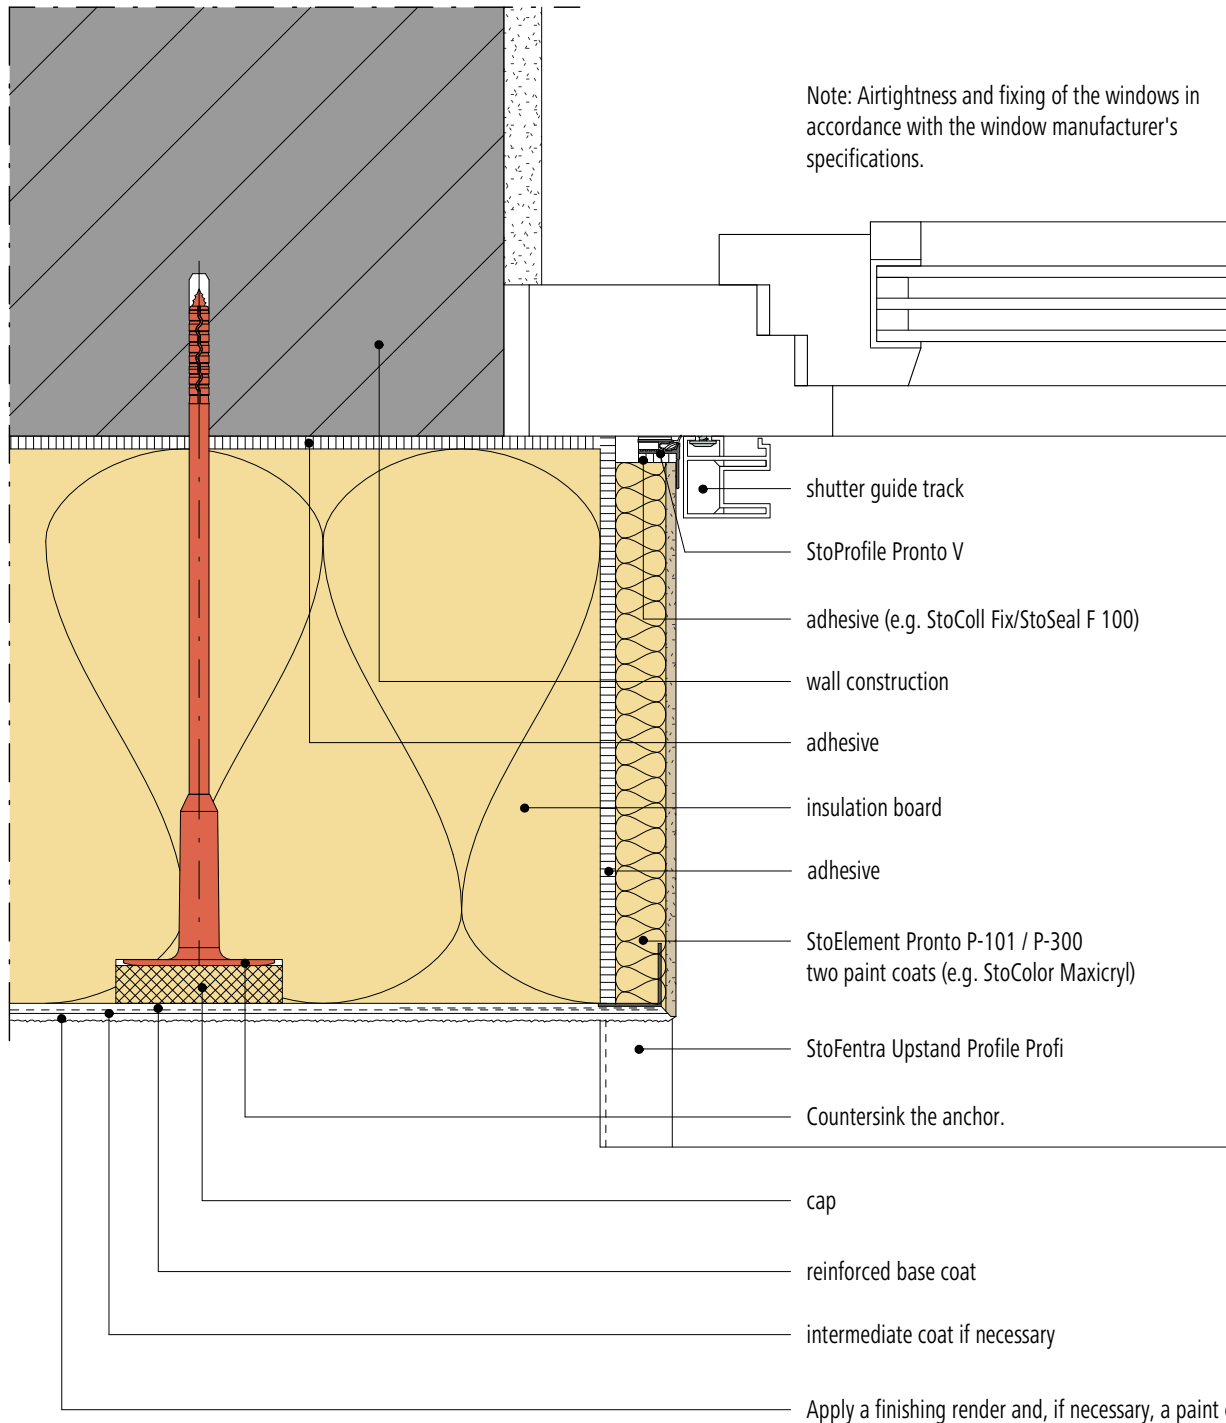 Note: Airtightness and fixing of the windows in
accordance with the window manufacturer's
specifications.
shutter guide track
StoProfile Pronto V
adhesive (e.g. StoColl Fix/StoSeal F 100)
wall construction
adhesive
insulation board
adhesive
StoElement Pronto P-101 / P-300
two paint coats (e.g. StoColor Maxicryl)
StoFentra Upstand Profile Profi
Countersink the anchor.
cap
reinforced base coat
intermediate coat if necessary
Apply a finishing render and, if necessary, a paint